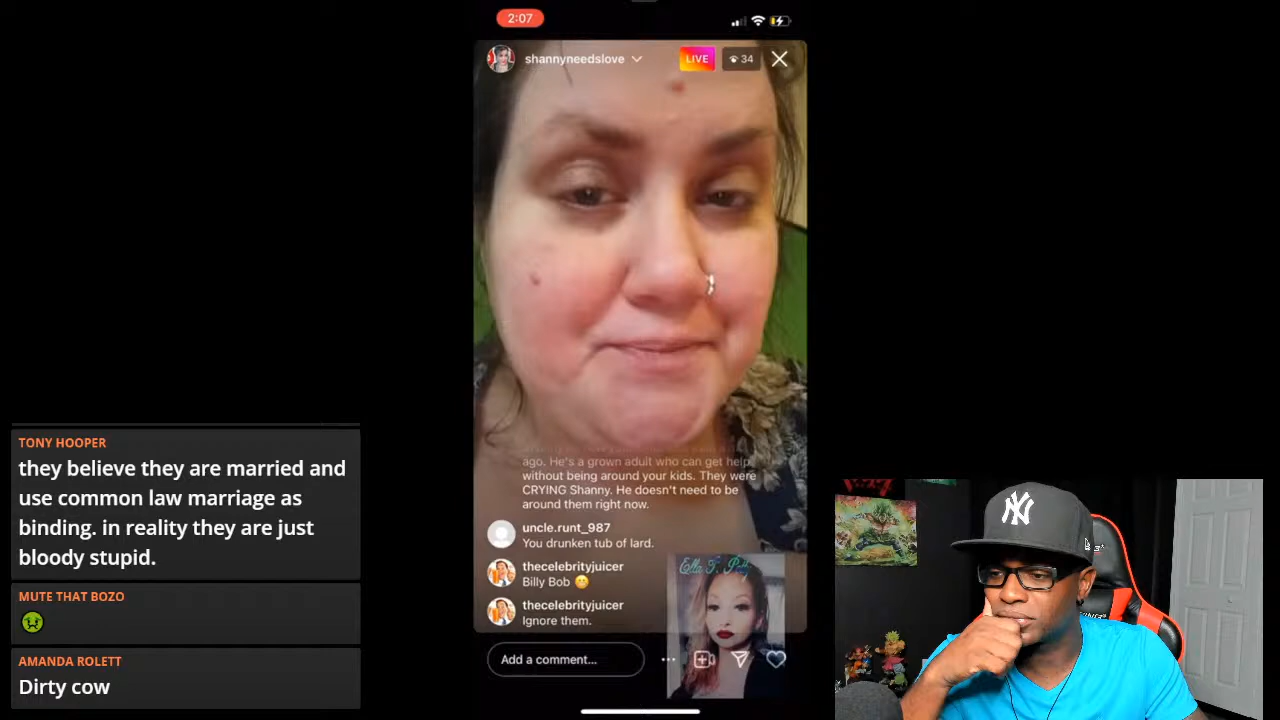 2:07
shannyneedslove
LIVE
34
TONY HOOPER
they believe they are married and
use common law marriage as
binding. in reality they are just
bloody stupid.
MUTE THAT BOZO
AMANDA ROLETT
Dirty cow
ago. He's a grown adult who can get help
without being around your kids. They were
CRYING Shanny. He doesn't need to be
around them right now.
uncle.runt_987
You drunken tub of lard.
thecelebrityjuicer
Billy Bob 😁
thecelebrityjuicer
Ignore them.
Ella F.
Add a comment...
NY